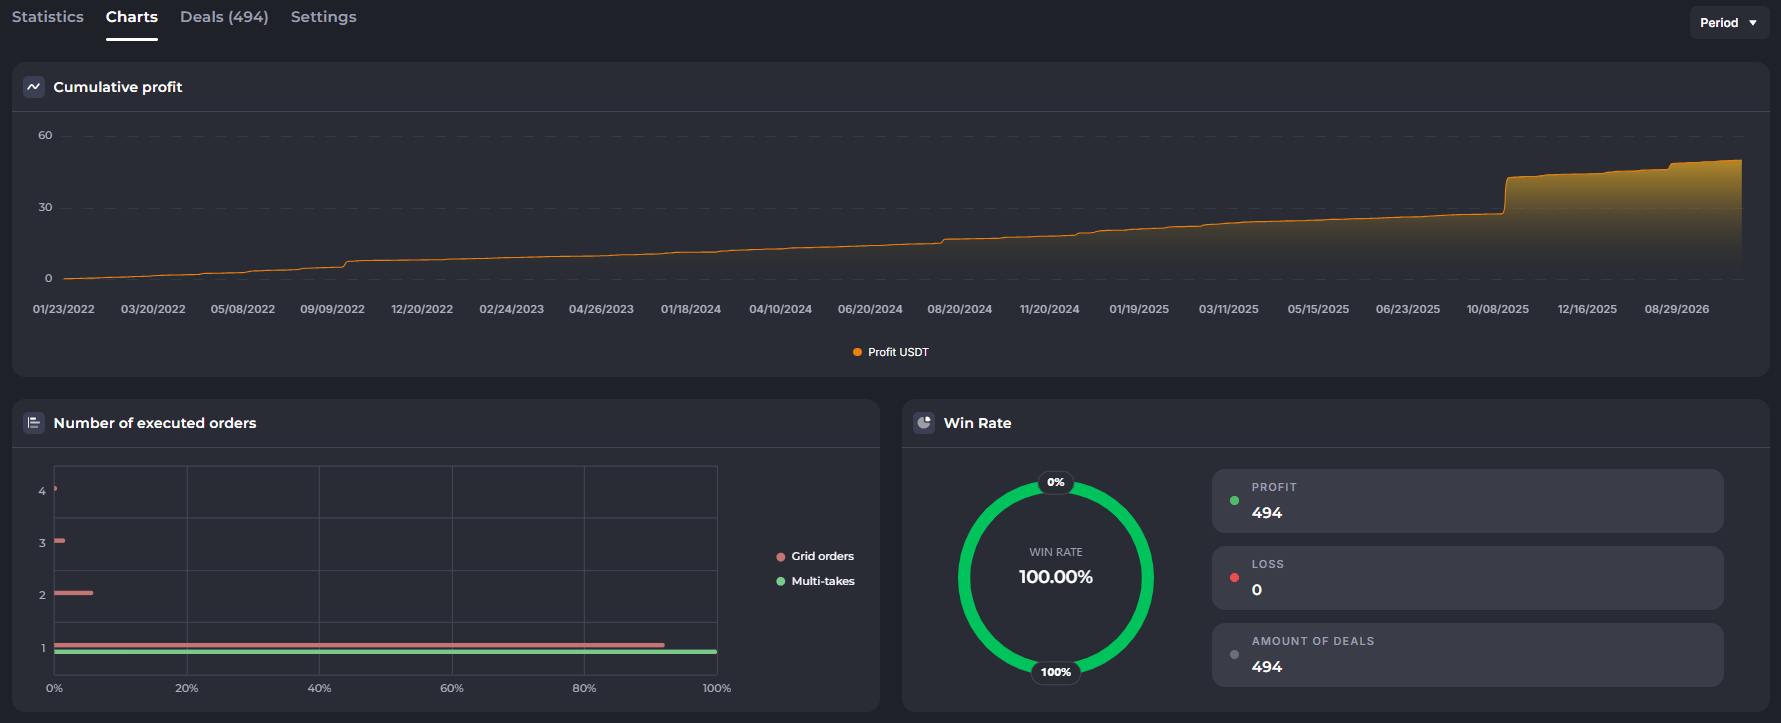 Statistics Charts Deals (494) Settings Period
Cumulative profit
60
30
0
01/23/2022 03/20/2022 05/08/2022 09/09/2022 12/20/2022 02/24/2023 04/26/2023 01/18/2024 04/10/2024 06/20/2024 08/20/2024 11/20/2024 01/19/2025 03/11/2025 05/15/2025 06/23/2025 10/08/2025 12/16/2025 08/29/2026
Profit USDT
Number of executed orders
4
3
2
1
0% 20% 40% 60% 80% 100%
Grid orders
Multi-takes
Win Rate
0%
WIN RATE
100.00%
100%
PROFIT
494
LOSS
0
AMOUNT OF DEALS
494